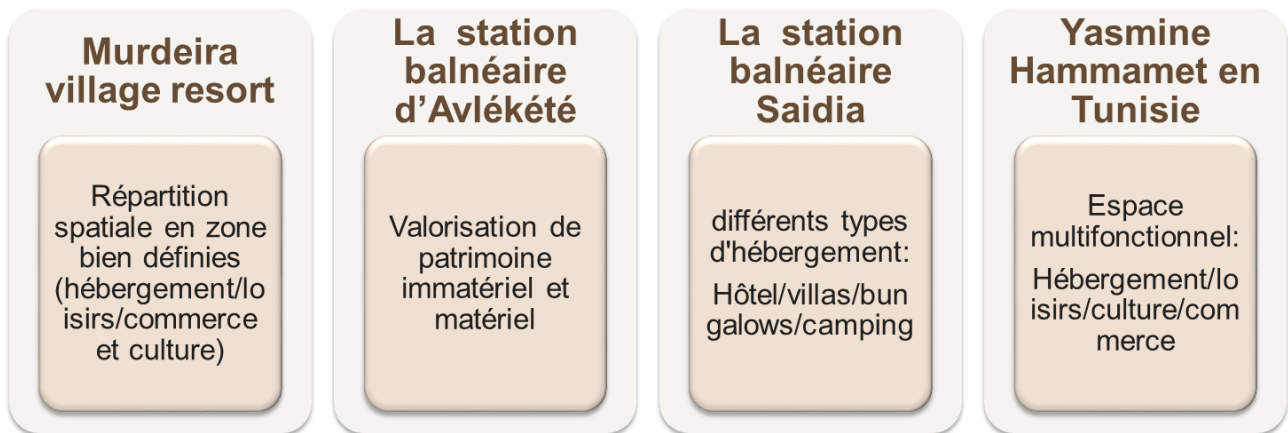 Murdeira
village resort
Répartition
spatiale en zone
bien définies
(hébergement/lo
isirs/commerce
et culture)
La station
balnéaire
d’Avlékété
Valorisation de
patrimoine
immatériel et
matériel
La station
balnéaire
Saidia
différents types
d'hébergement:
Hôtel/villas/bun
galows/camping
Yasmine
Hammamet en
Tunisie
Espace
multifonctionnel:
Hébergement/lo
isirs/culture/com
merce